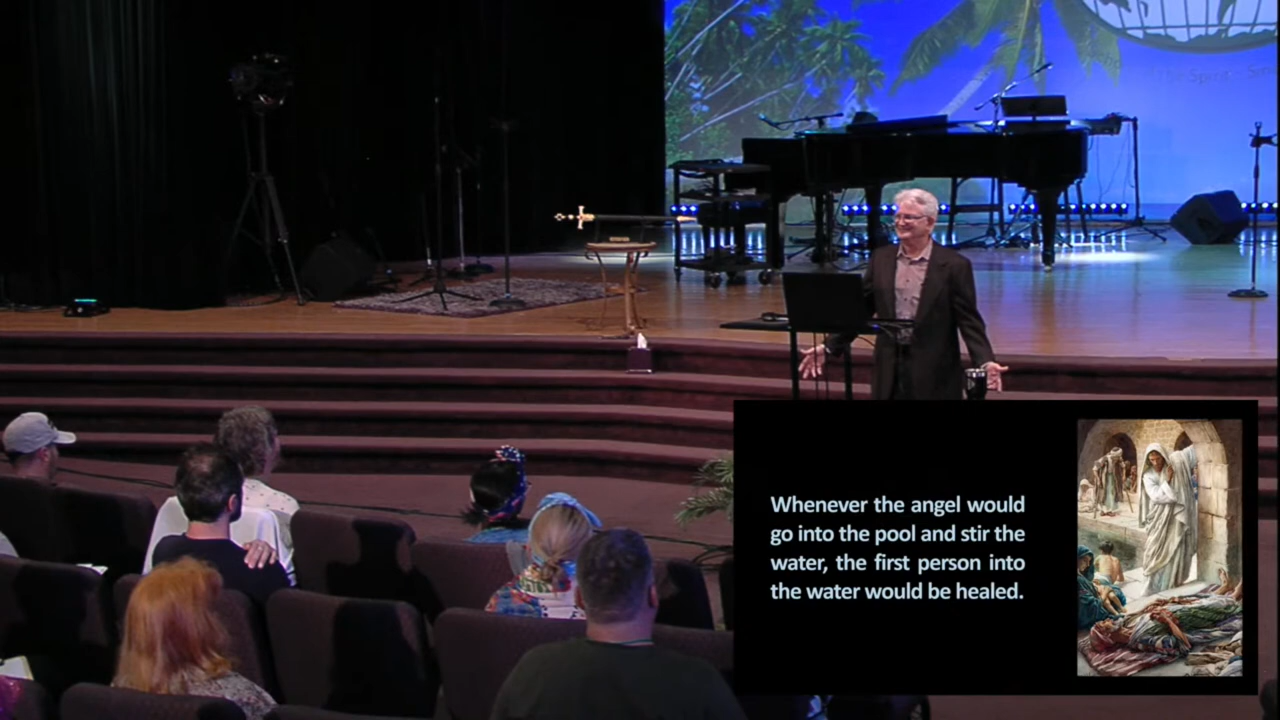 Whenever the angel would
go into the pool and stir the
water, the first person into
the water would be healed.